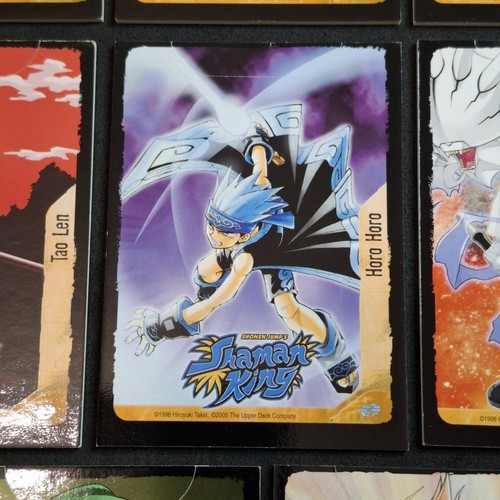 Tao Len
Horo Horo
SHONEN JUMP'S
Shaman
King
©1998 Hiroyuki Takei. ©2005 The Upper Deck Company